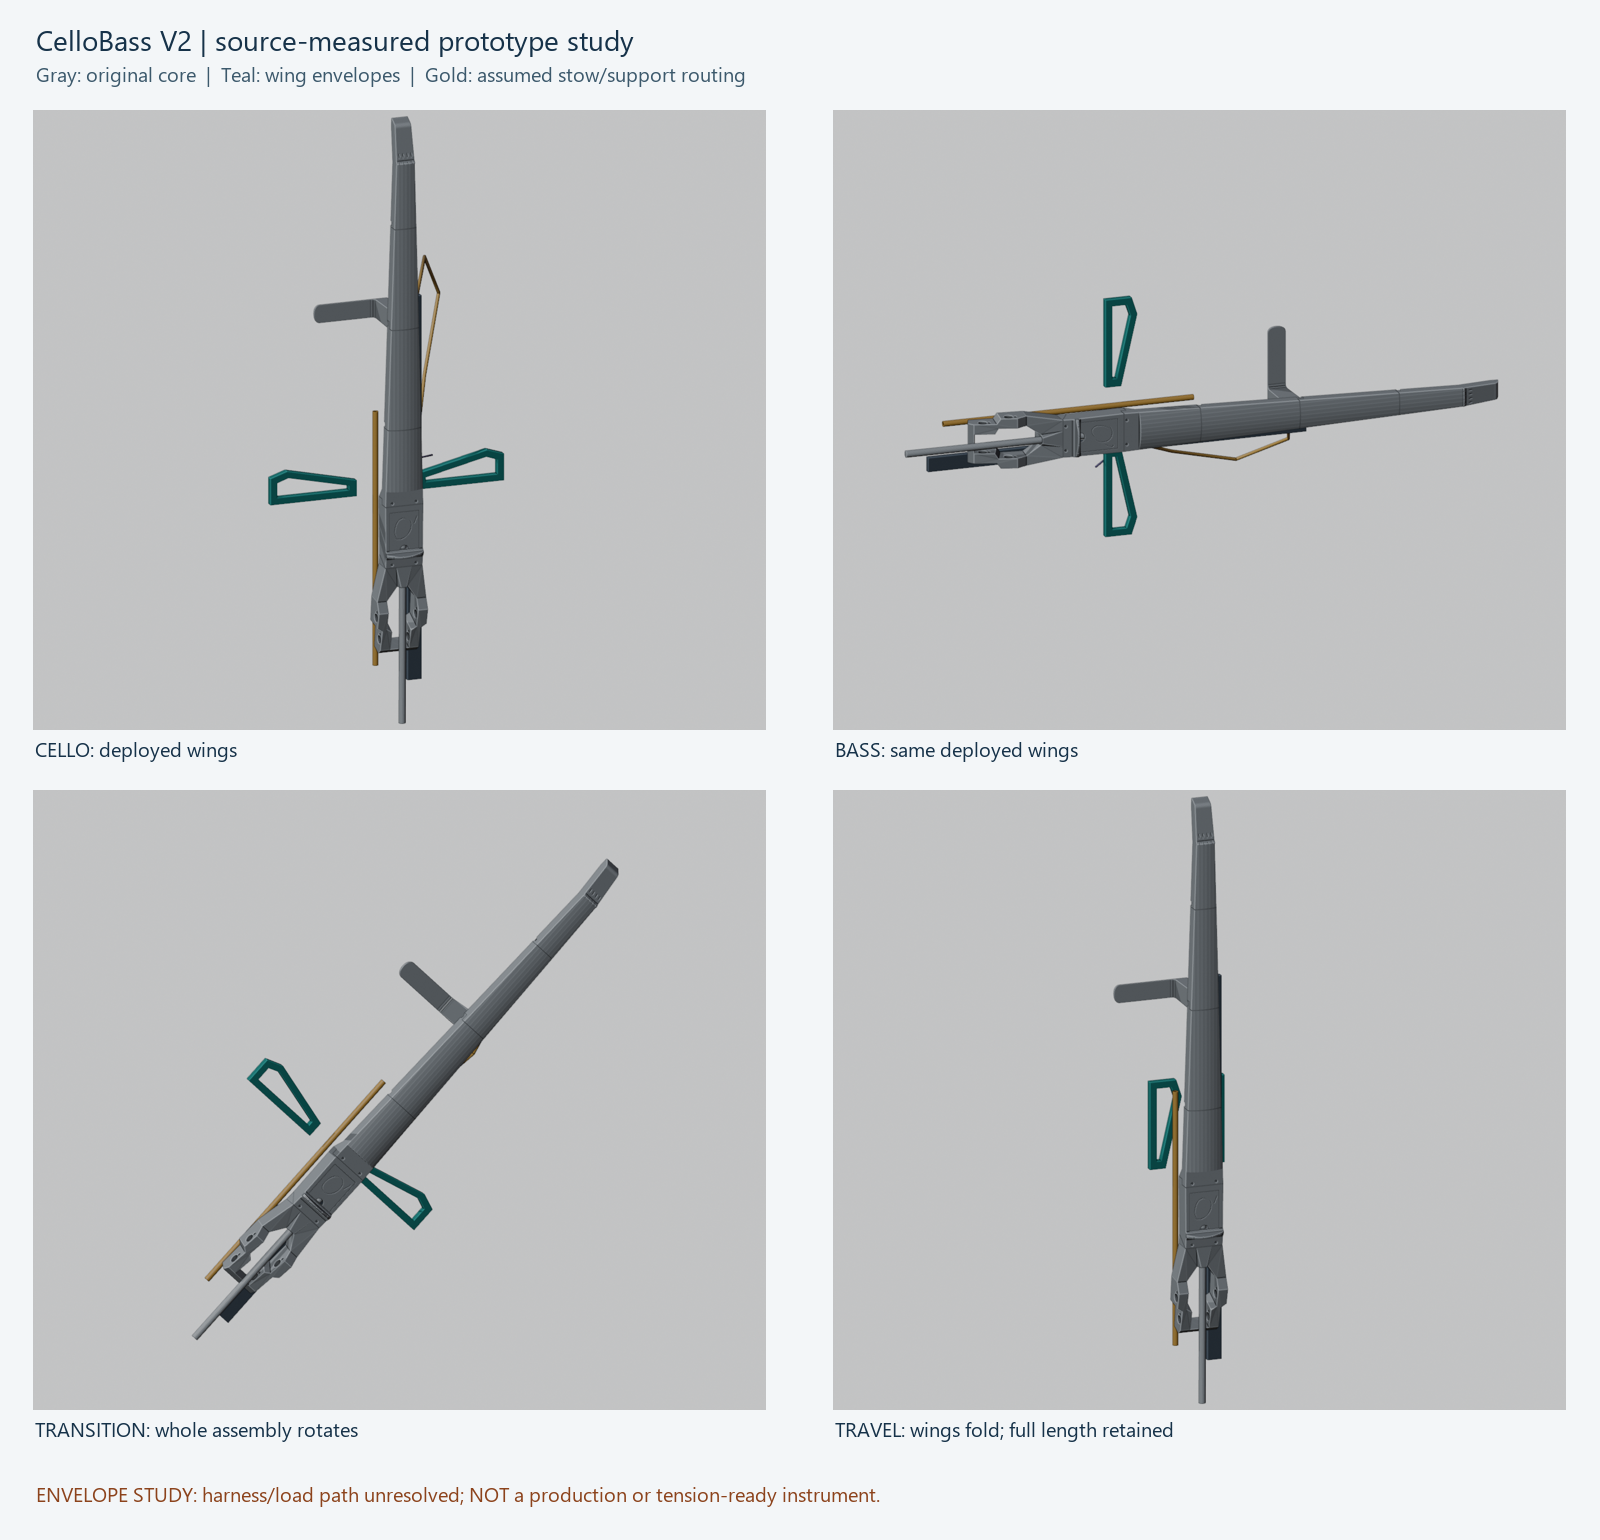 CelloBass V2 | source-measured prototype study
Gray: original core | Teal: wing envelopes | Gold: assumed stow/support routing
CELLO: deployed wings
BASS: same deployed wings
TRANSITION: whole assembly rotates
TRAVEL: wings fold; full length retained
ENVELOPE STUDY: harness/load path unresolved; NOT a production or tension-ready instrument.